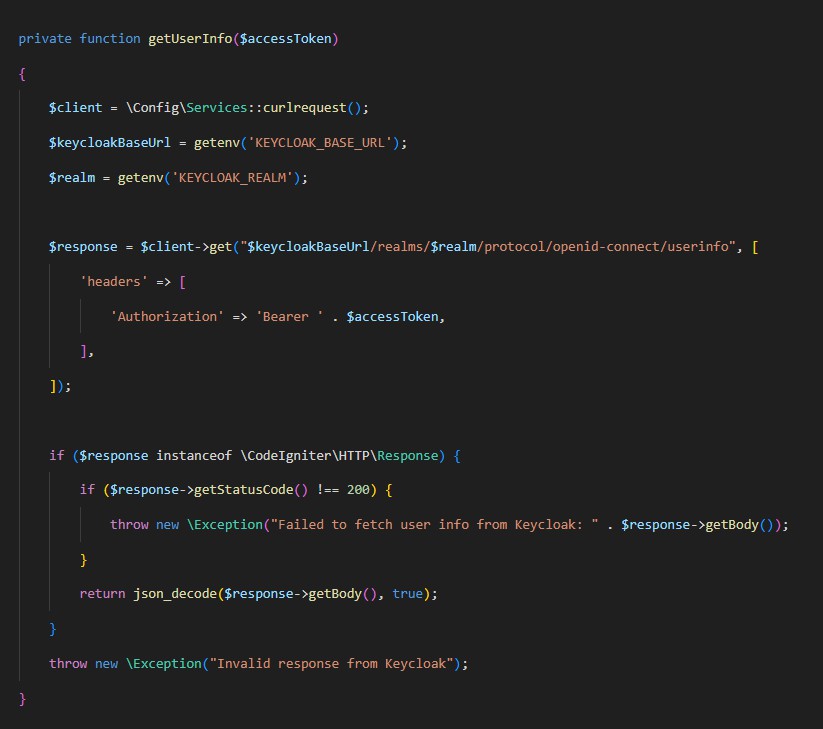 private function getUserInfo($accessToken)
{
    $client = \Config\Services::curlrequest();
    $keycloakBaseUrl = getenv('KEYCLOAK_BASE_URL');
    $realm = getenv('KEYCLOAK_REALM');
    $response = $client->get("$keycloakBaseUrl/realms/$realm/protocol/openid-connect/userinfo", [
        'headers' => [
            'Authorization' => 'Bearer ' . $accessToken,
        ],
    ]);
    if ($response instanceof \CodeIgniter\HTTP\Response) {
        if ($response->getStatusCode() !== 200) {
            throw new \Exception("Failed to fetch user info from Keycloak: " . $response->getBody());
        }
        return json_decode($response->getBody(), true);
    }
    throw new \Exception("Invalid response from Keycloak");
}